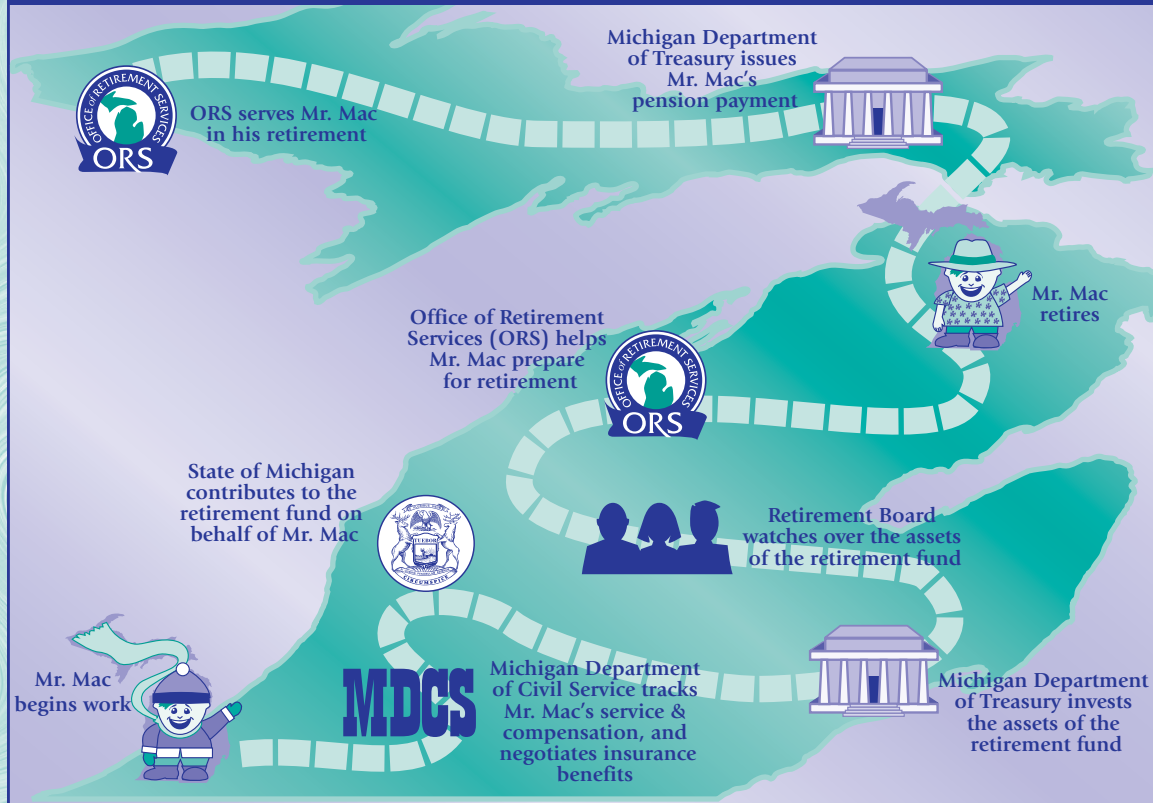 Michigan Department
of Treasury issues
Mr. Mac's
pension payment
OFFICE of RETIREMENT SERVICES
ORS
ORS serves Mr. Mac
in his retirement
Mr. Mac
retires
Office of Retirement
Services (ORS) helps
Mr. Mac prepare
for retirement
OFFICE of RETIREMENT SERVICES
ORS
State of Michigan
contributes to the
retirement fund on
behalf of Mr. Mac
TUEBOR
CIRCUMSPICE
Retirement Board
watches over the assets
of the retirement fund
Mr. Mac
begins work
MDCS
Michigan Department
of Civil Service tracks
Mr. Mac's service &
compensation, and
negotiates insurance
benefits
Michigan Department
of Treasury invests
the assets of the
retirement fund